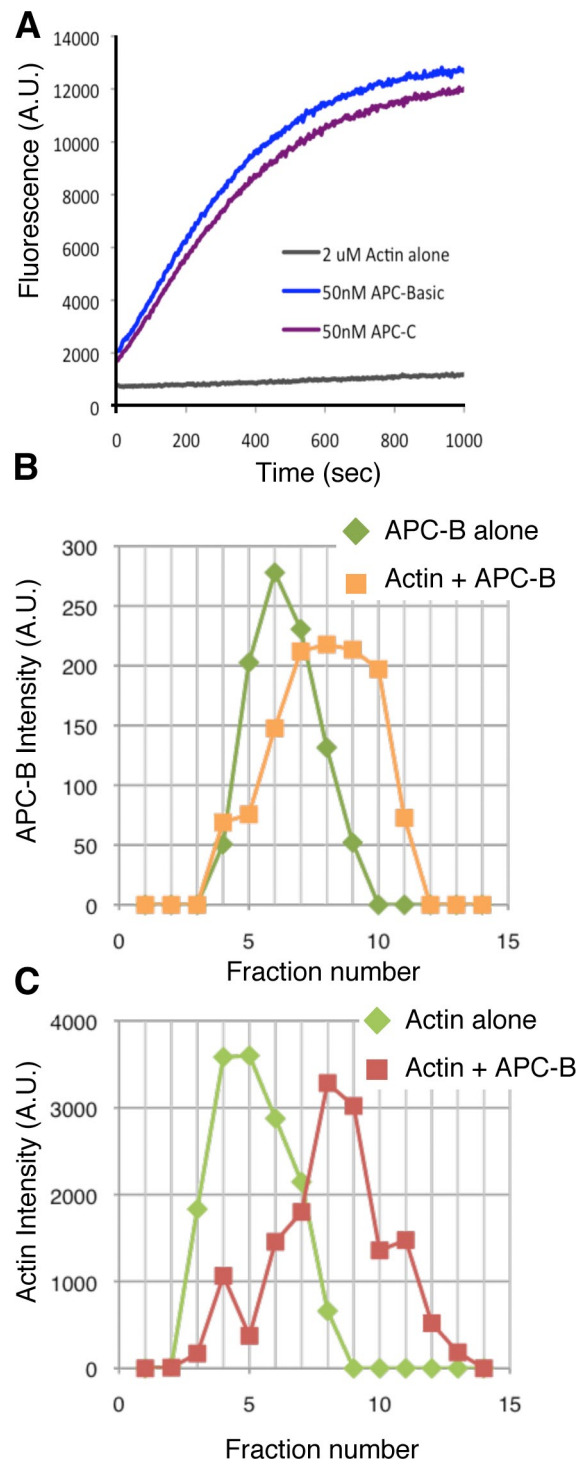 A
Fluorescence (A.U.)
14000
12000
10000
8000
6000
4000
2000
0
2 uM Actin alone
50nM APC-Basic
50nM APC-C
0 200 400 600 800 1000
Time (sec)
B
APC-B alone
Actin + APC-B
APC-B Intensity (A.U.)
300
250
200
150
100
50
0
0 5 10 15
Fraction number
C
Actin alone
Actin + APC-B
Actin Intensity (A.U.)
4000
3000
2000
1000
0
0 5 10 15
Fraction number